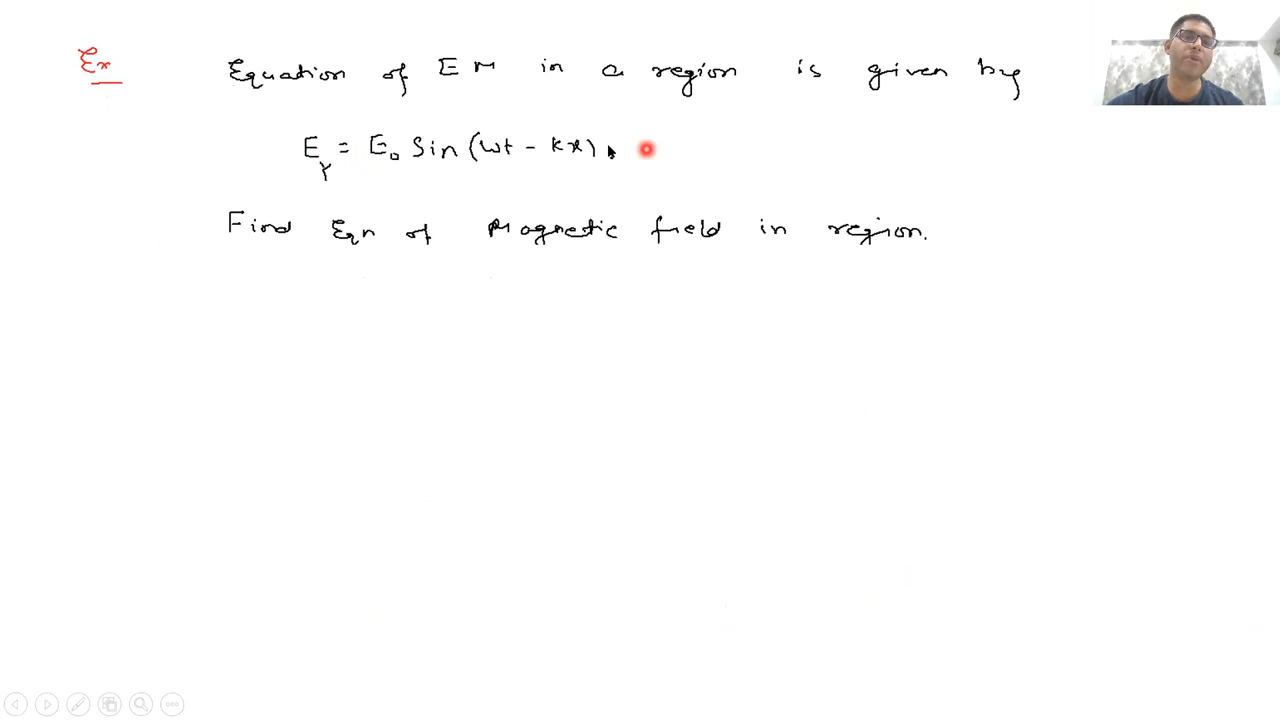 Ex
Equation of EM in a region is given by
Ey = E0 Sin (ωt - kx)
Find Eqn of Magnetic field in region.